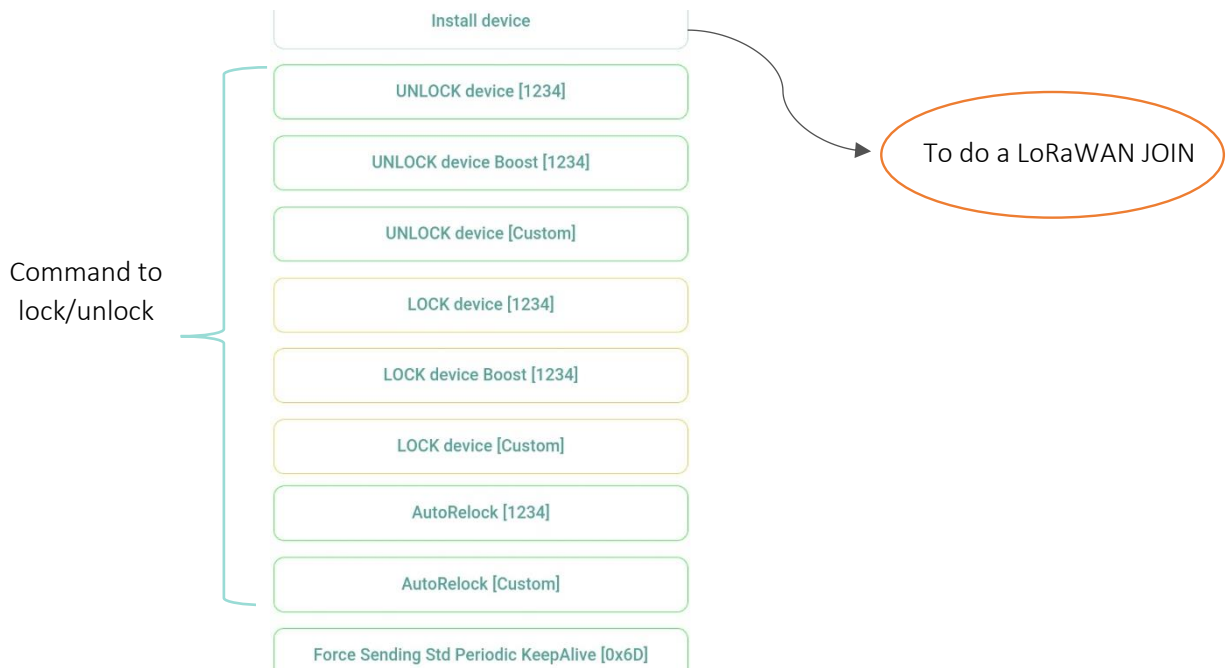 Install device
UNLOCK device [1234]
UNLOCK device Boost [1234]
To do a LoRaWAN JOIN
UNLOCK device [Custom]
Command to
lock/unlock
LOCK device [1234]
LOCK device Boost [1234]
LOCK device [Custom]
AutoRelock [1234]
AutoRelock [Custom]
Force Sending Std Periodic KeepAlive [0x6D]